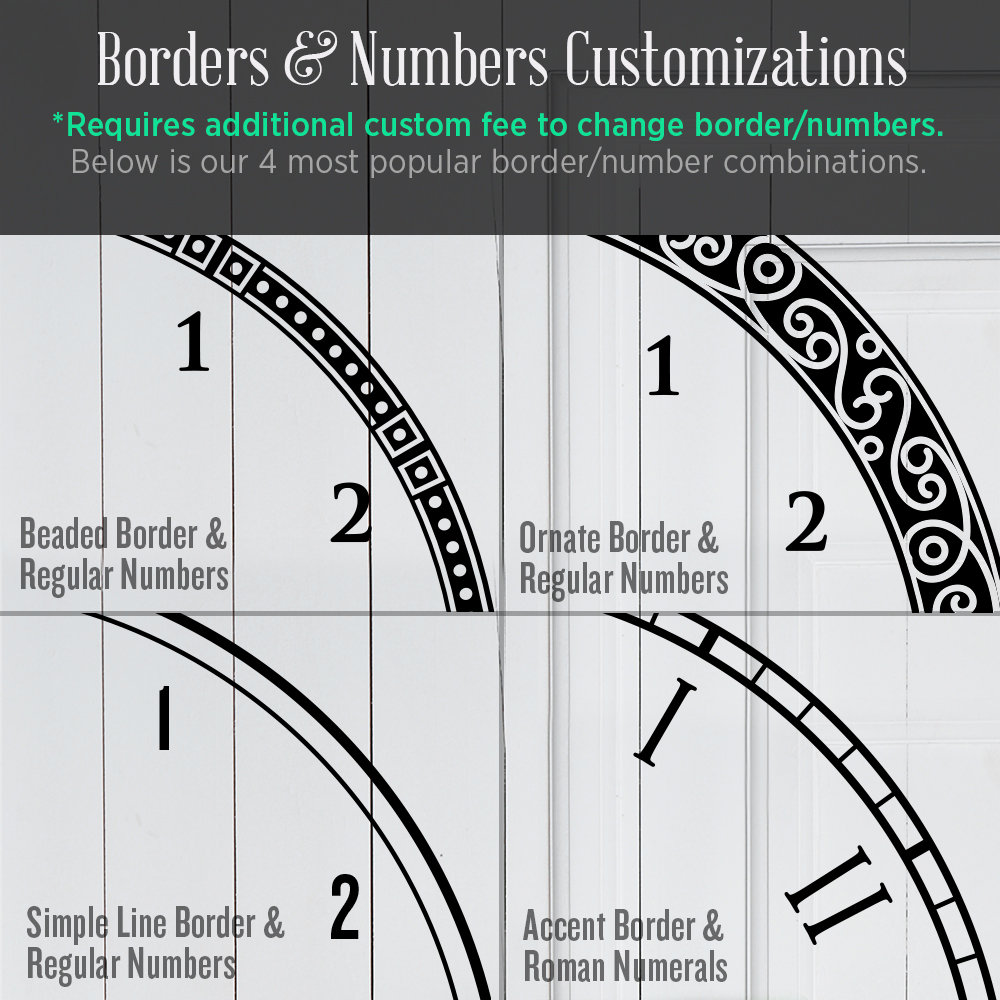 Borders & Numbers Customizations
*Requires additional custom fee to change border/numbers.
Below is our 4 most popular border/number combinations.
1
2
Beaded Border &
Regular Numbers
1
2
Ornate Border &
Regular Numbers
1
2
Simple Line Border &
Regular Numbers
I
II
Accent Border &
Roman Numerals